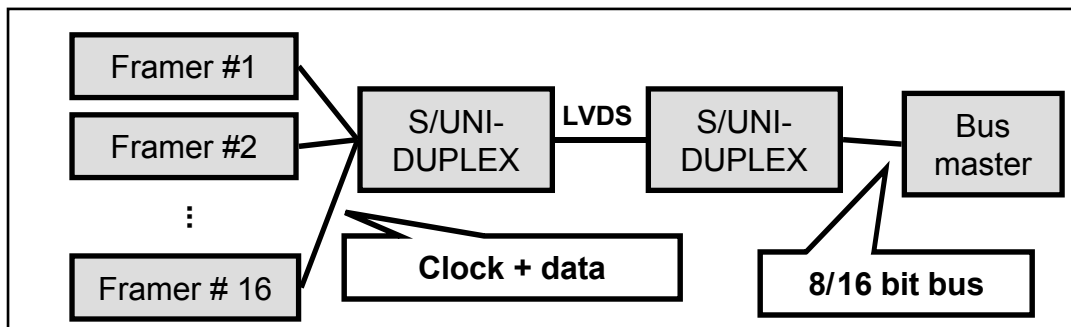 Framer #1
Framer #2
...
Framer # 16
S/UNI-
DUPLEX
LVDS
S/UNI-
DUPLEX
Bus
master
Clock + data
8/16 bit bus